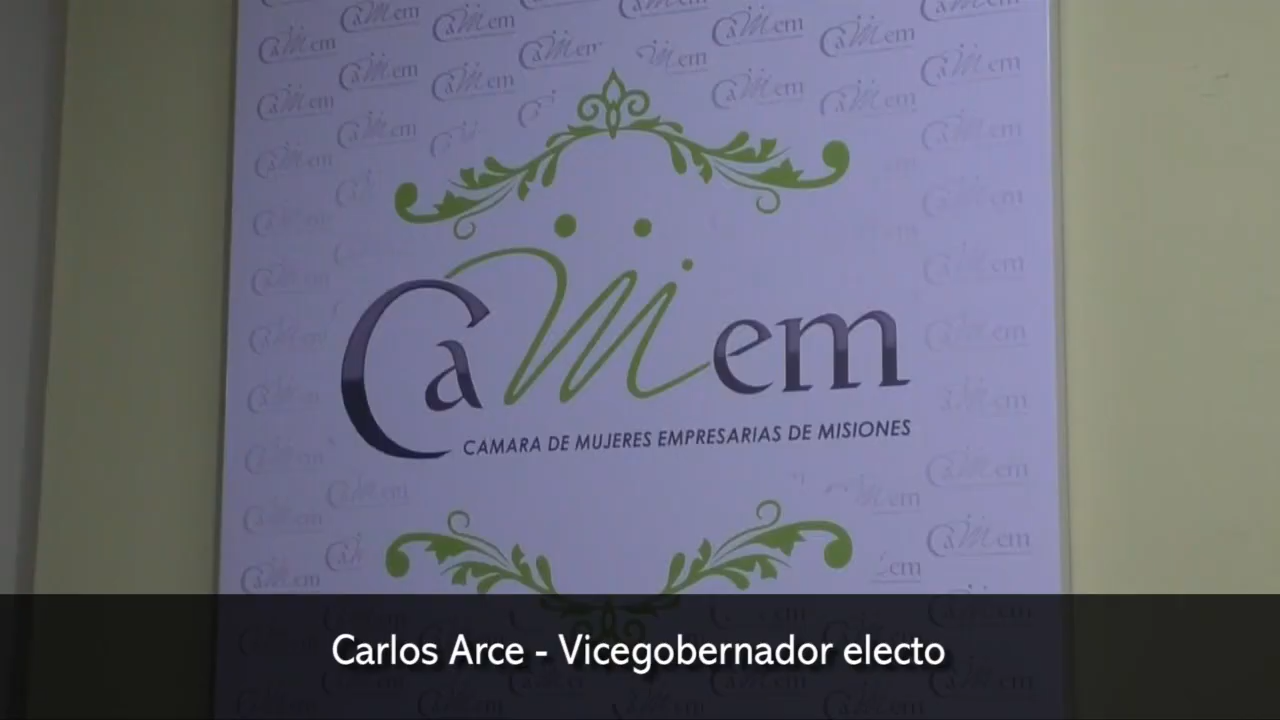 CaMem
CAMARA DE MUJERES EMPRESARIAS DE MISIONES
Carlos Arce - Vicegobernador electo